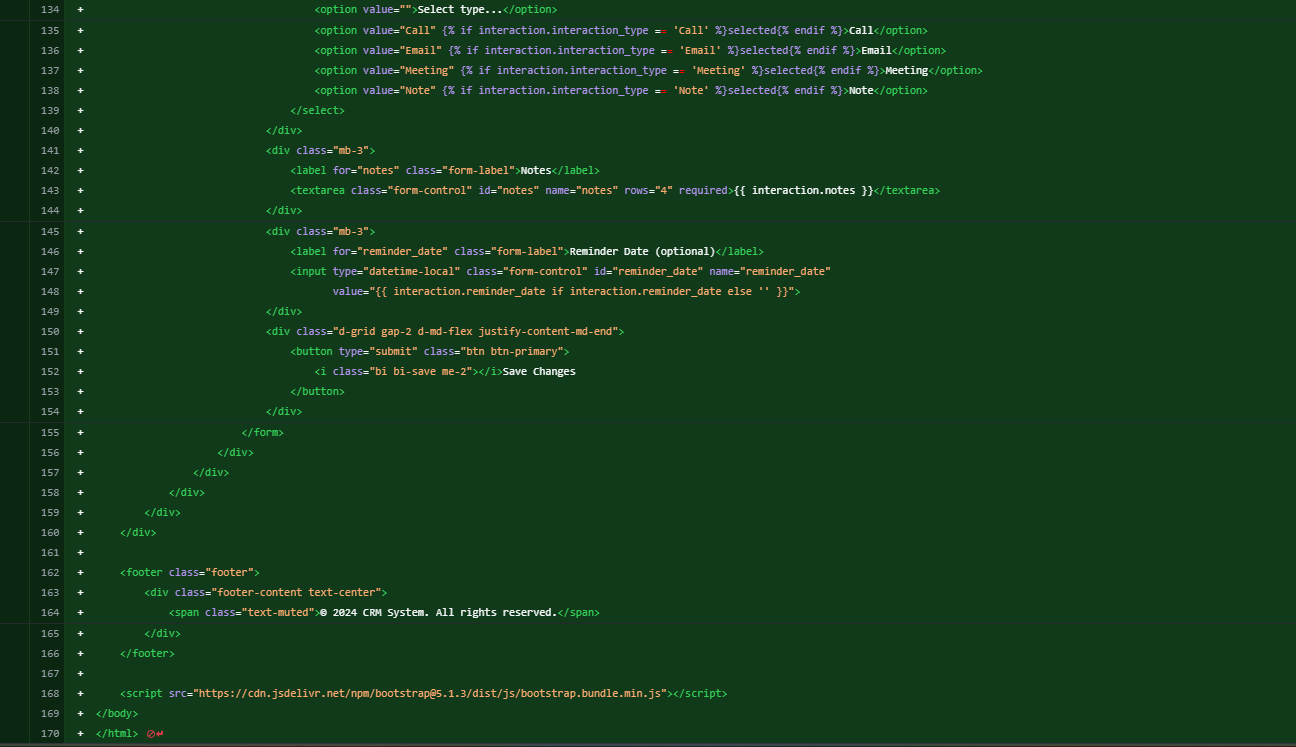 134 + <option value="">Select type...</option>
135 + <option value="Call" {% if interaction.interaction_type == 'Call' %}selected{% endif %}>Call</option>
136 + <option value="Email" {% if interaction.interaction_type == 'Email' %}selected{% endif %}>Email</option>
137 + <option value="Meeting" {% if interaction.interaction_type == 'Meeting' %}selected{% endif %}>Meeting</option>
138 + <option value="Note" {% if interaction.interaction_type == 'Note' %}selected{% endif %}>Note</option>
139 + </select>
140 + </div>
141 + <div class="mb-3">
142 + <label for="notes" class="form-label">Notes</label>
143 + <textarea class="form-control" id="notes" name="notes" rows="4" required>{{ interaction.notes }}</textarea>
144 + </div>
145 + <div class="mb-3">
146 + <label for="reminder_date" class="form-label">Reminder Date (optional)</label>
147 + <input type="datetime-local" class="form-control" id="reminder_date" name="reminder_date"
148 + value="{{ interaction.reminder_date if interaction.reminder_date else '' }}">
149 + </div>
150 + <div class="d-grid gap-2 d-md-flex justify-content-md-end">
151 + <button type="submit" class="btn btn-primary">
152 + <i class="bi bi-save me-2"></i>Save Changes
153 + </button>
154 + </div>
155 + </form>
156 + </div>
157 + </div>
158 + </div>
159 + </div>
160 + </div>
161 +
162 + <footer class="footer">
163 + <div class="footer-content text-center">
164 + <span class="text-muted">© 2024 CRM System. All rights reserved.</span>
165 + </div>
166 + </footer>
167 +
168 + <script src="https://cdn.jsdelivr.net/npm/bootstrap@5.1.3/dist/js/bootstrap.bundle.min.js"></script>
169 + </body>
170 + </html>